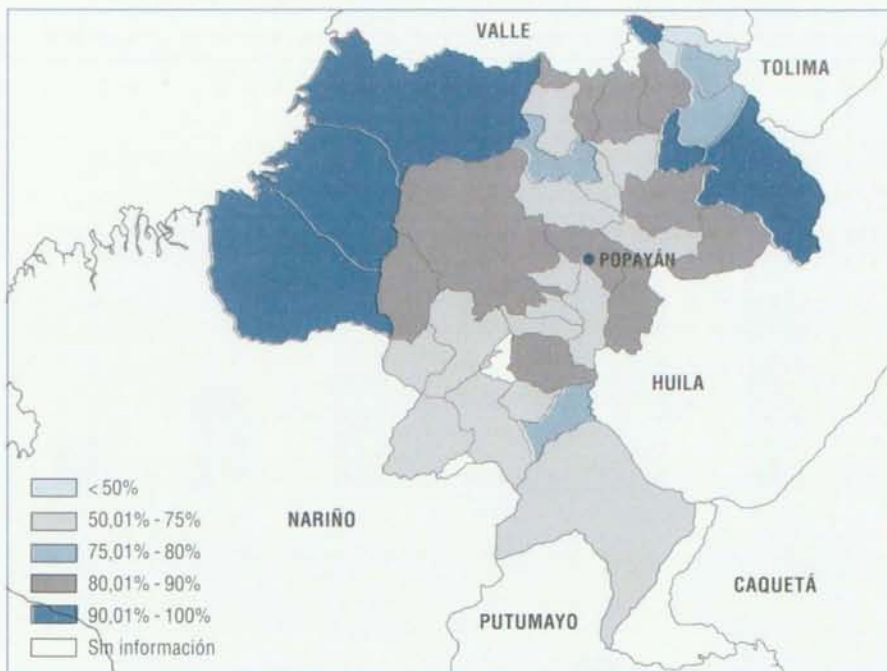 VALLE
TOLIMA
POPAYÁN
HUILA
NARIÑO
CAQUETÁ
PUTUMAYO
< 50%
50,01% - 75%
75,01% - 80%
80,01% - 90%
90,01% - 100%
Sin información